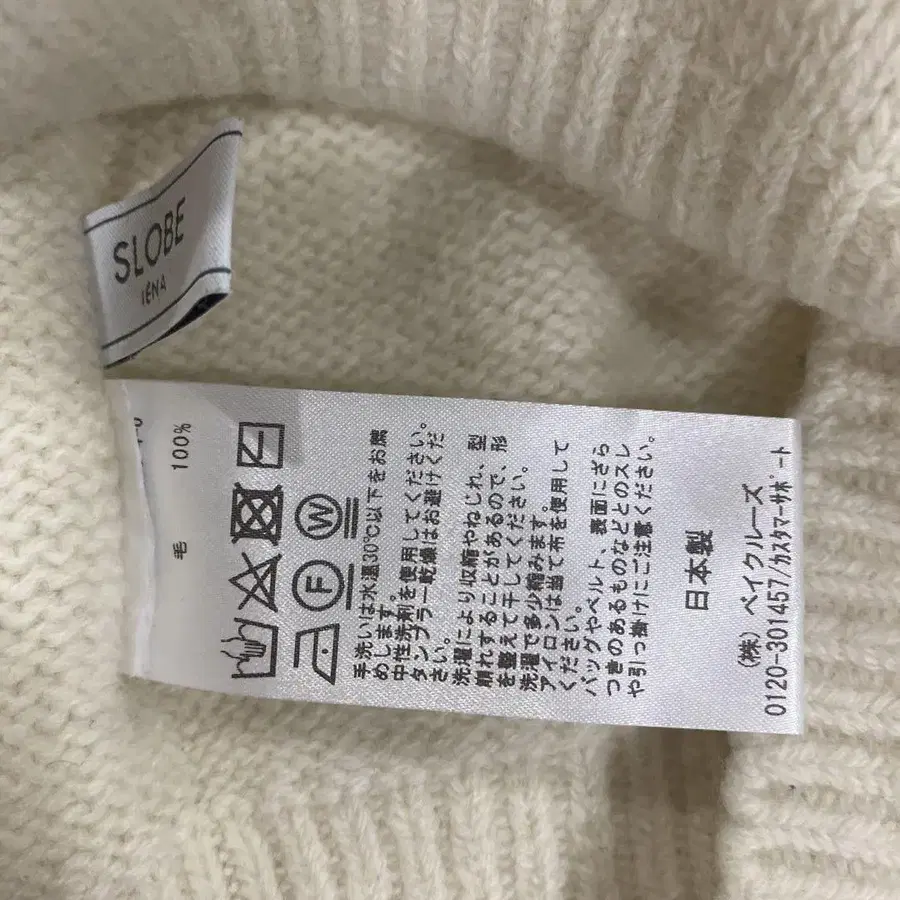 SLOBE
IÉNA
毛 100%
手洗いは水温30℃以下をお薦
めします。
中性洗剤を使用してください。
タンブラー乾燥はお避けくだ
さい。
洗濯により収縮やねじれ、型
崩れすることがあるので、形
を整えて干してください。
洗濯で多少縮みます。
アイロンは当て布を使用して
ください。
バッグやベルト、表面にざら
つきのあるものなどとのスレ
や引っ掛けにご注意ください。
日本製
(株) ベイクルーズ
0120-301457/カスタマーサポート
W
F